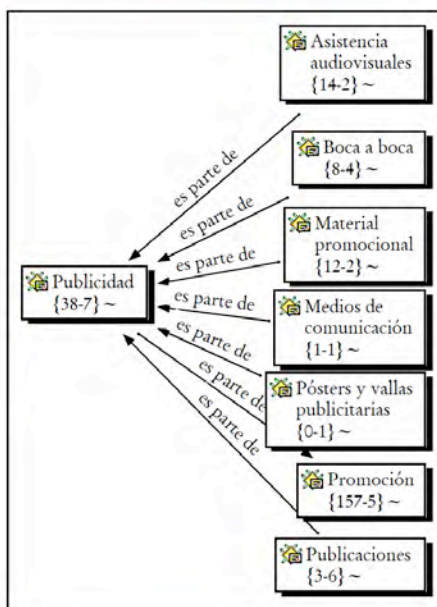 Asistencia
audiovisuales
{14-2} ~
es parte de
Boca a boca
{8-4} ~
es parte de
Material
promocional
{12-2} ~
es parte de
Publicidad
{38-7} ~
Medios de
comunicación
{1-1} ~
es parte de
es parte de
Pósters y vallas
publicitarias
{0-1} ~
es parte de
es parte de
Promoción
{157-5} ~
Publicaciones
{3-6} ~